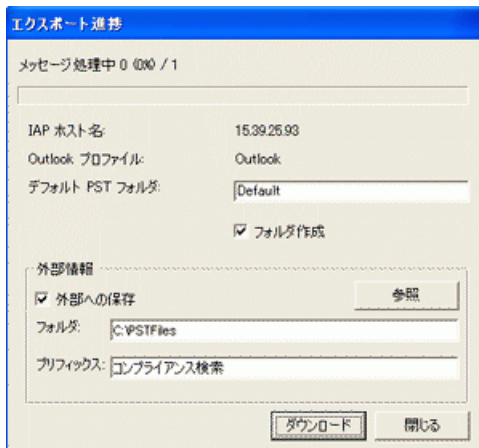 エクスポート進捗
メッセージ処理中 0 (0%) / 1
IAP ホスト名: 15.39.25.93
Outlook プロファイル: Outlook
デフォルト PST フォルダ: Default
フォルダ作成
外部情報
外部への保存 参照
フォルダ: C:\PSTFiles
プリフィックス: コンプライアンス検索
ダウンロード 閉じる